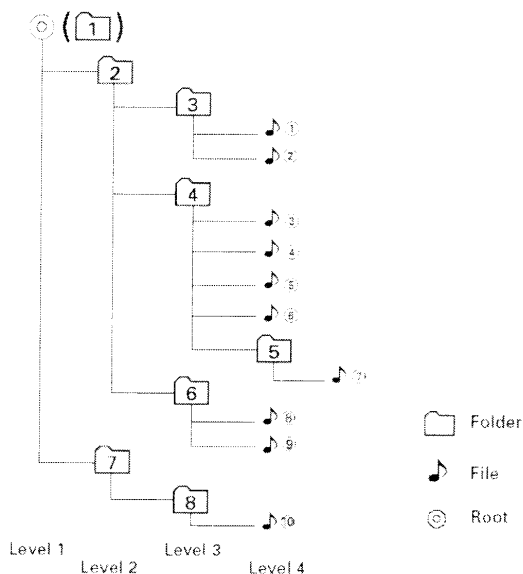 (1)
2
3
①
②
4
③
④
⑤
⑥
5
⑦
6
⑧
⑨
7
8
⑩
Folder
File
Root
Level 1
Level 2
Level 3
Level 4